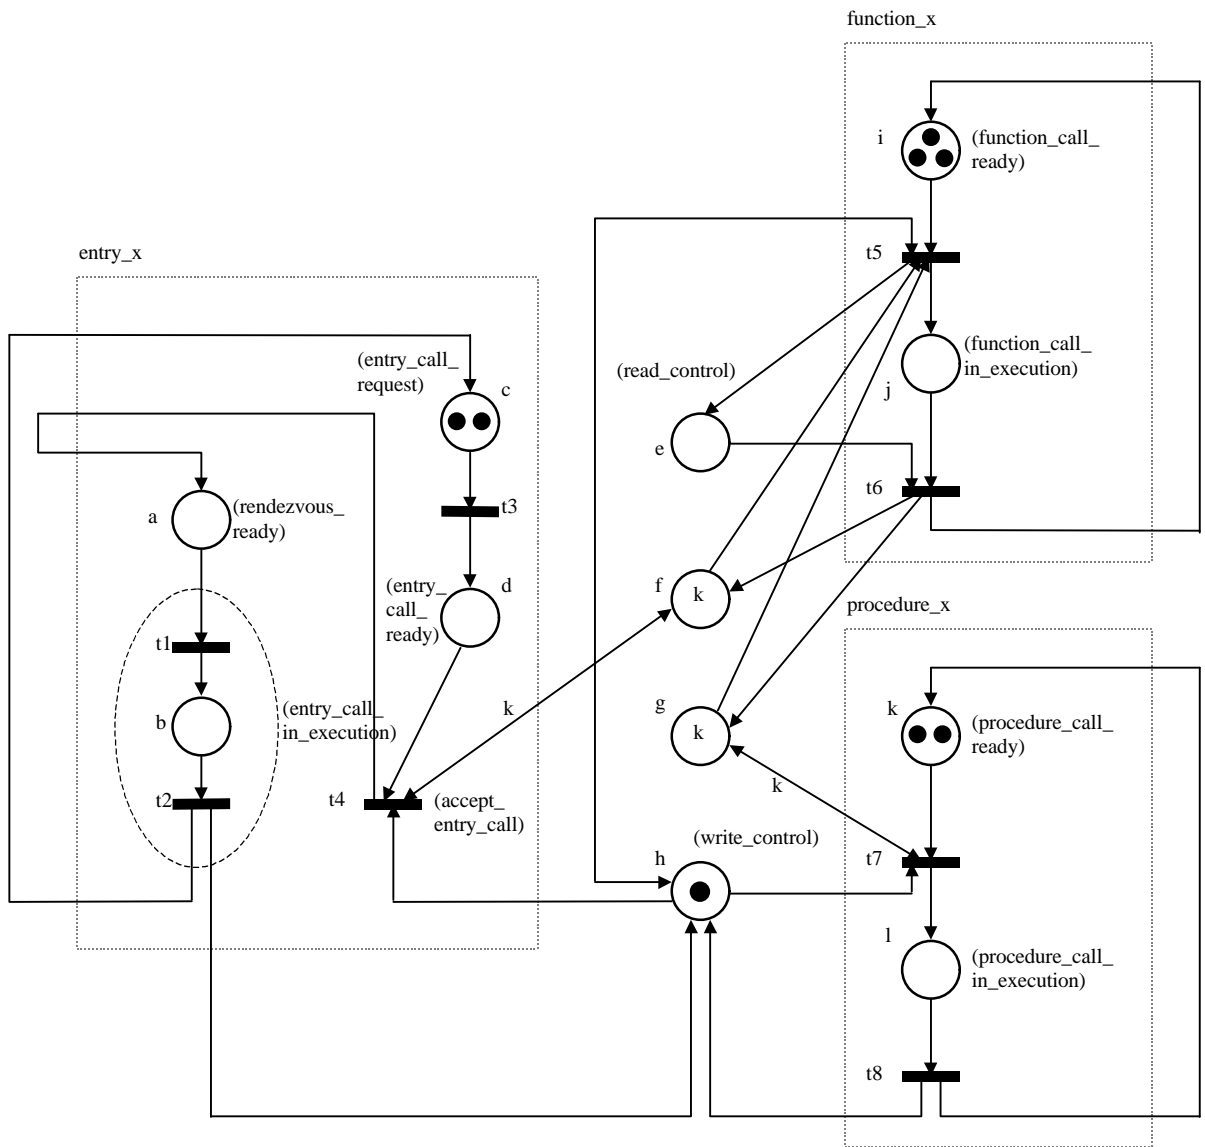 function_x
i
(function_call_
ready)
entry_x
t5
(entry_call_
request)
c
(read_control)
(function_call_
in_execution)
j
e
a
(rendezvous_
ready)
t3
t6
(entry_
call_
ready)
d
f
k
procedure_x
t1
b
(entry_call_
in_execution)
k
g
k
k
(procedure_call_
ready)
t2
t4
(accept_
entry_call)
k
(write_control)
h
t7
l
(procedure_call_
in_execution)
t8